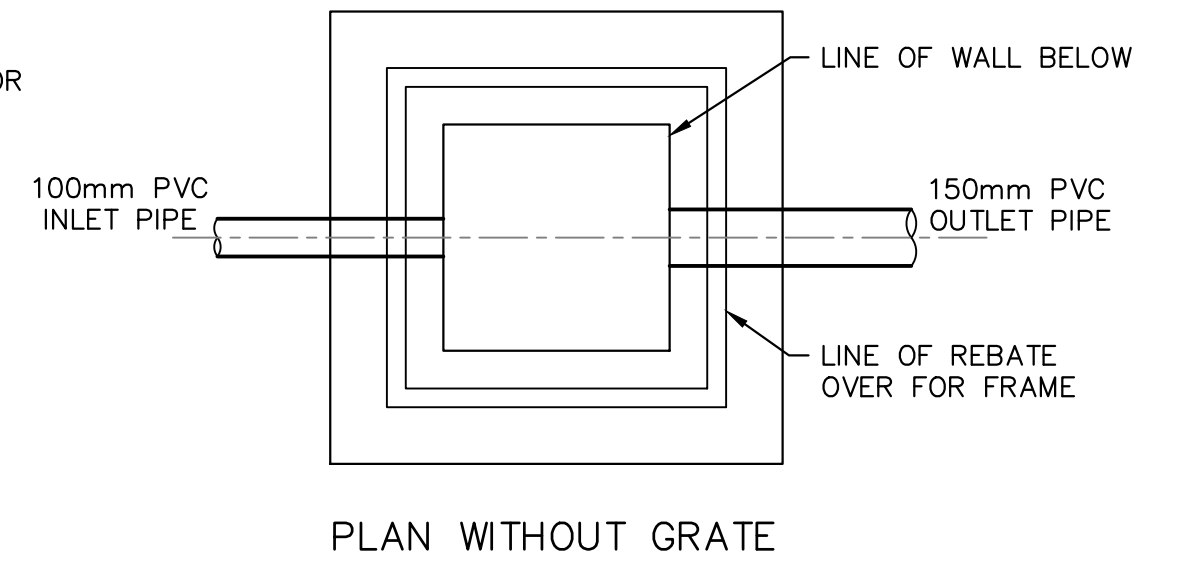 LINE OF WALL BELOW
OR
100mm PVC
INLET PIPE
150mm PVC
OUTLET PIPE
LINE OF REBATE
OVER FOR FRAME
PLAN WITHOUT GRATE